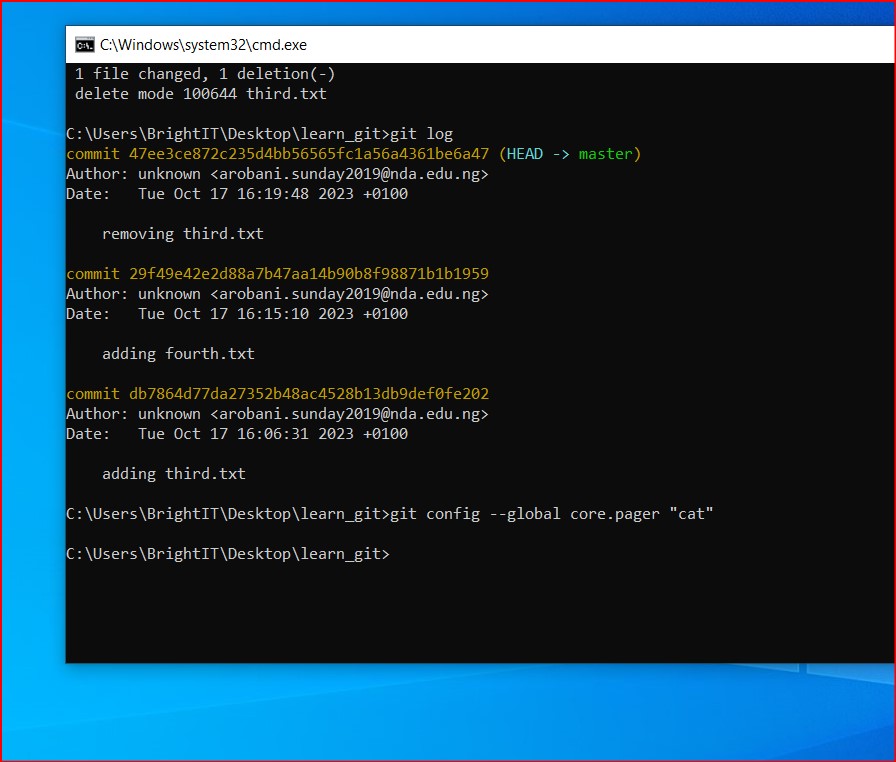 C:\Windows\system32\cmd.exe
1 file changed, 1 deletion(-)
delete mode 100644 third.txt
C:\Users\BrightIT\Desktop\learn_git>git log
commit 47ee3ce872c235d4bb56565fc1a56a4361be6a47 (HEAD -> master)
Author: unknown <arobani.sunday2019@nda.edu.ng>
Date:   Tue Oct 17 16:19:48 2023 +0100
removing third.txt
commit 29f49e42e2d88a7b47aa14b90b8f98871b1b1959
Author: unknown <arobani.sunday2019@nda.edu.ng>
Date:   Tue Oct 17 16:15:10 2023 +0100
adding fourth.txt
commit db7864d77da27352b48ac4528b13db9def0fe202
Author: unknown <arobani.sunday2019@nda.edu.ng>
Date:   Tue Oct 17 16:06:31 2023 +0100
adding third.txt
C:\Users\BrightIT\Desktop\learn_git>git config --global core.pager "cat"
C:\Users\BrightIT\Desktop\learn_git>